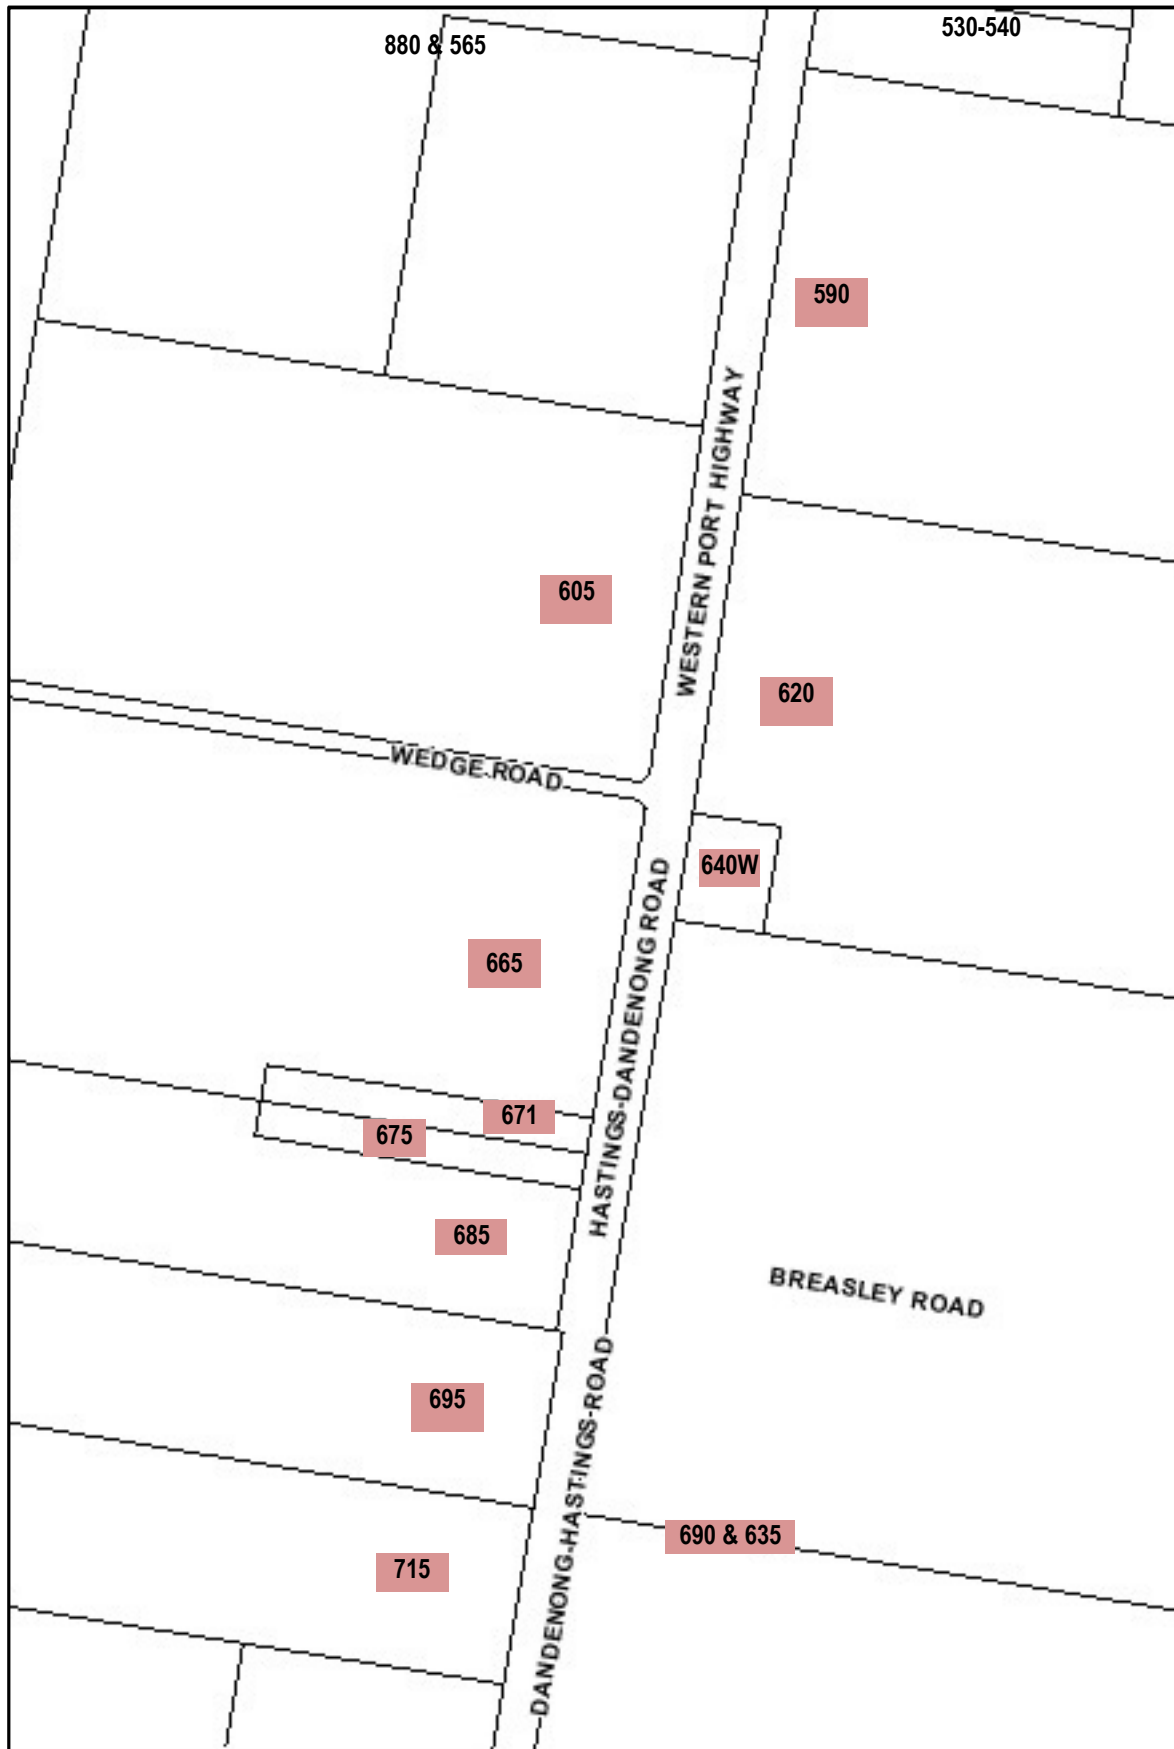 880 & 565
530-540
590
WESTERN PORT HIGHWAY
605
620
WEDGE ROAD
640W
HASTINGS-DANDENONG ROAD
665
671
675
685
BREASLEY ROAD
695
DANDENONG-HASTINGS-ROAD
690 & 635
715